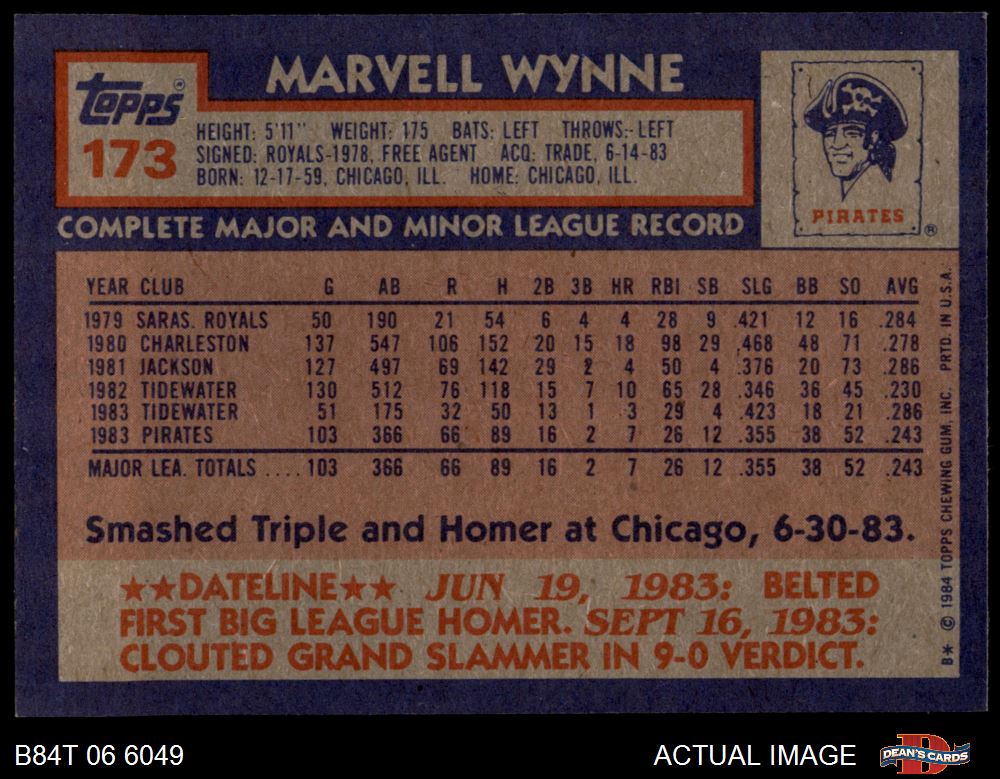 MARVELL WYNNE
TOPPS®
173
HEIGHT: 5'11" WEIGHT: 175 BATS: LEFT THROWS: LEFT
SIGNED: ROYALS-1978, FREE AGENT ACQ: TRADE, 6-14-83
BORN: 12-17-59, CHICAGO, ILL. HOME: CHICAGO, ILL.
PIRATES ®
COMPLETE MAJOR AND MINOR LEAGUE RECORD
YEAR CLUB G AB R H 2B 3B HR RBI SB SLG BB SO AVG
1979 SARAS. ROYALS 50 190 21 54 6 4 4 28 9 .421 12 16 .284
1980 CHARLESTON 137 547 106 152 20 15 18 98 29 .468 48 71 .278
1981 JACKSON 127 497 69 142 29 2 4 50 4 .376 20 73 .286
1982 TIDEWATER 130 512 76 118 15 7 10 65 28 .346 36 45 .230
1983 TIDEWATER 51 175 32 50 13 1 3 29 4 .423 18 21 .286
1983 PIRATES 103 366 66 89 16 2 7 26 12 .355 38 52 .243
MAJOR LEA. TOTALS ....103 366 66 89 16 2 7 26 12 .355 38 52 .243
Smashed Triple and Homer at Chicago, 6-30-83.
★★DATELINE★★ JUN 19, 1983: BELTED
FIRST BIG LEAGUE HOMER. SEPT 16, 1983:
CLOUTED GRAND SLAMMER IN 9-0 VERDICT.
B* © 1984 TOPPS CHEWING GUM, INC. PRTD. IN U.S.A.
B84T 06 6049
ACTUAL IMAGE
DEAN'S CARDS